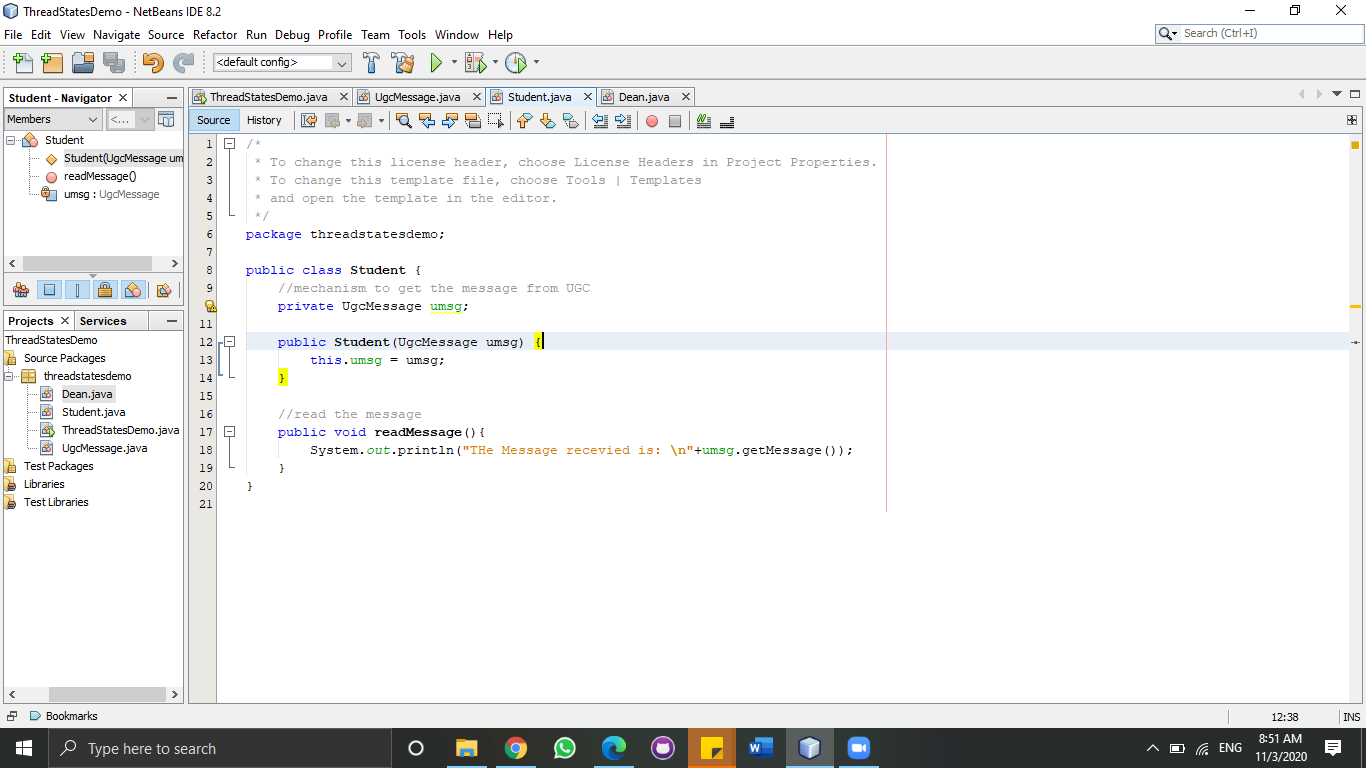 ThreadStatesDemo - NetBeans IDE 8.2
File Edit View Navigate Source Refactor Run Debug Profile Team Tools Window Help
Search (Ctrl+I)
<default config>
Student - Navigator
Members
<...
Student
Student(UgcMessage um
readMessage()
umsg : UgcMessage
Projects
Services
ThreadStatesDemo
Source Packages
threadstatesdemo
Dean.java
Student.java
ThreadStatesDemo.java
UgcMessage.java
Test Packages
Libraries
Test Libraries
ThreadStatesDemo.java
UgcMessage.java
Student.java
Dean.java
Source
History
1 /*
2 * To change this license header, choose License Headers in Project Properties.
3 * To change this template file, choose Tools | Templates
4 * and open the template in the editor.
5 */
6 package threadstatesdemo;
7
8 public class Student {
9 //mechanism to get the message from UGC
private UgcMessage umsg;
11
12 public Student(UgcMessage umsg) {
13 this.umsg = umsg;
14 }
15
16 //read the message
17 public void readMessage(){
18 System.out.println("THe Message recevied is: \n"+umsg.getMessage());
19 }
20 }
21
Bookmarks
12:38
INS
Type here to search
ENG
8:51 AM
11/3/2020